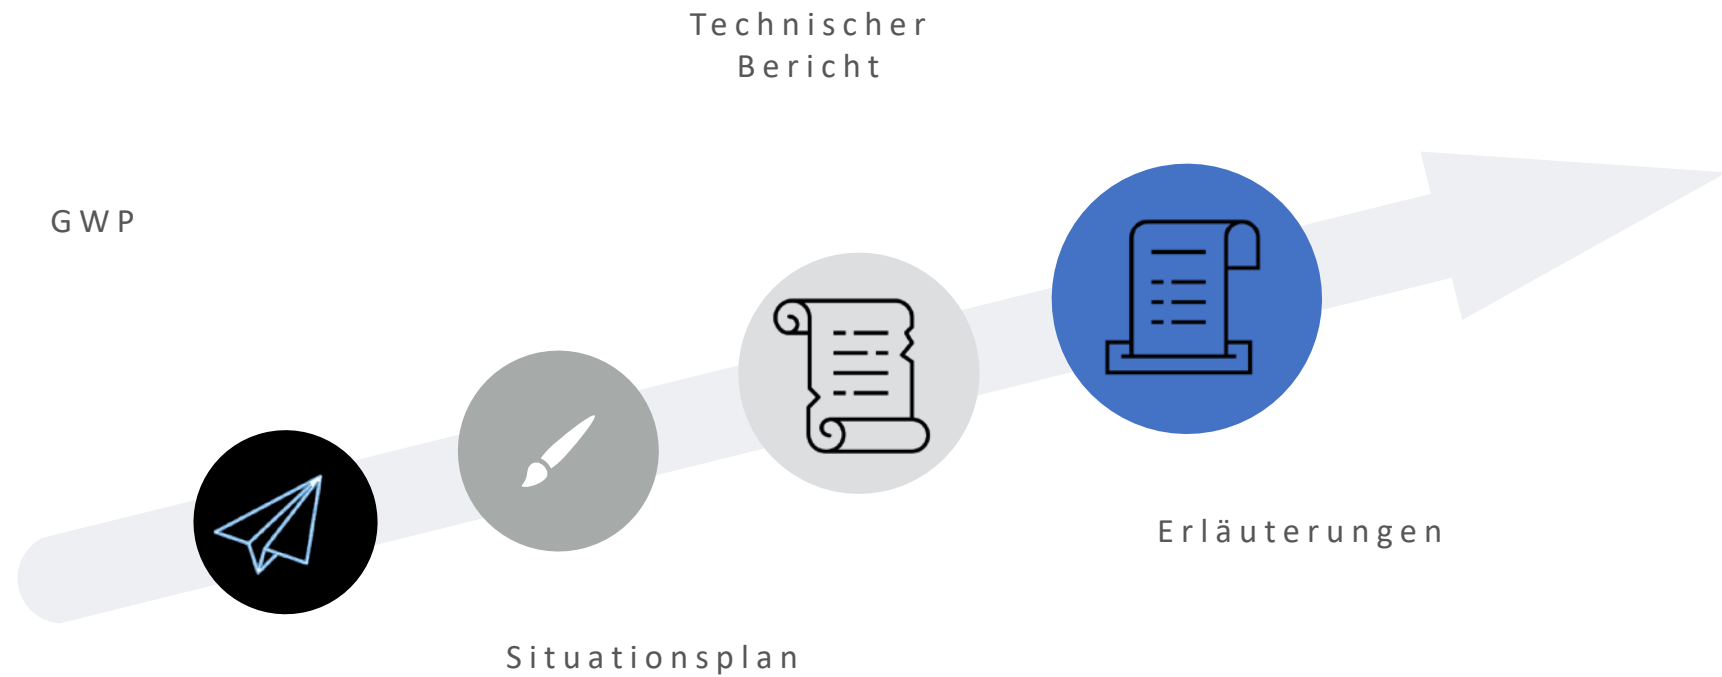 Technischer
Bericht
GWP
Erläuterungen
Situationsplan